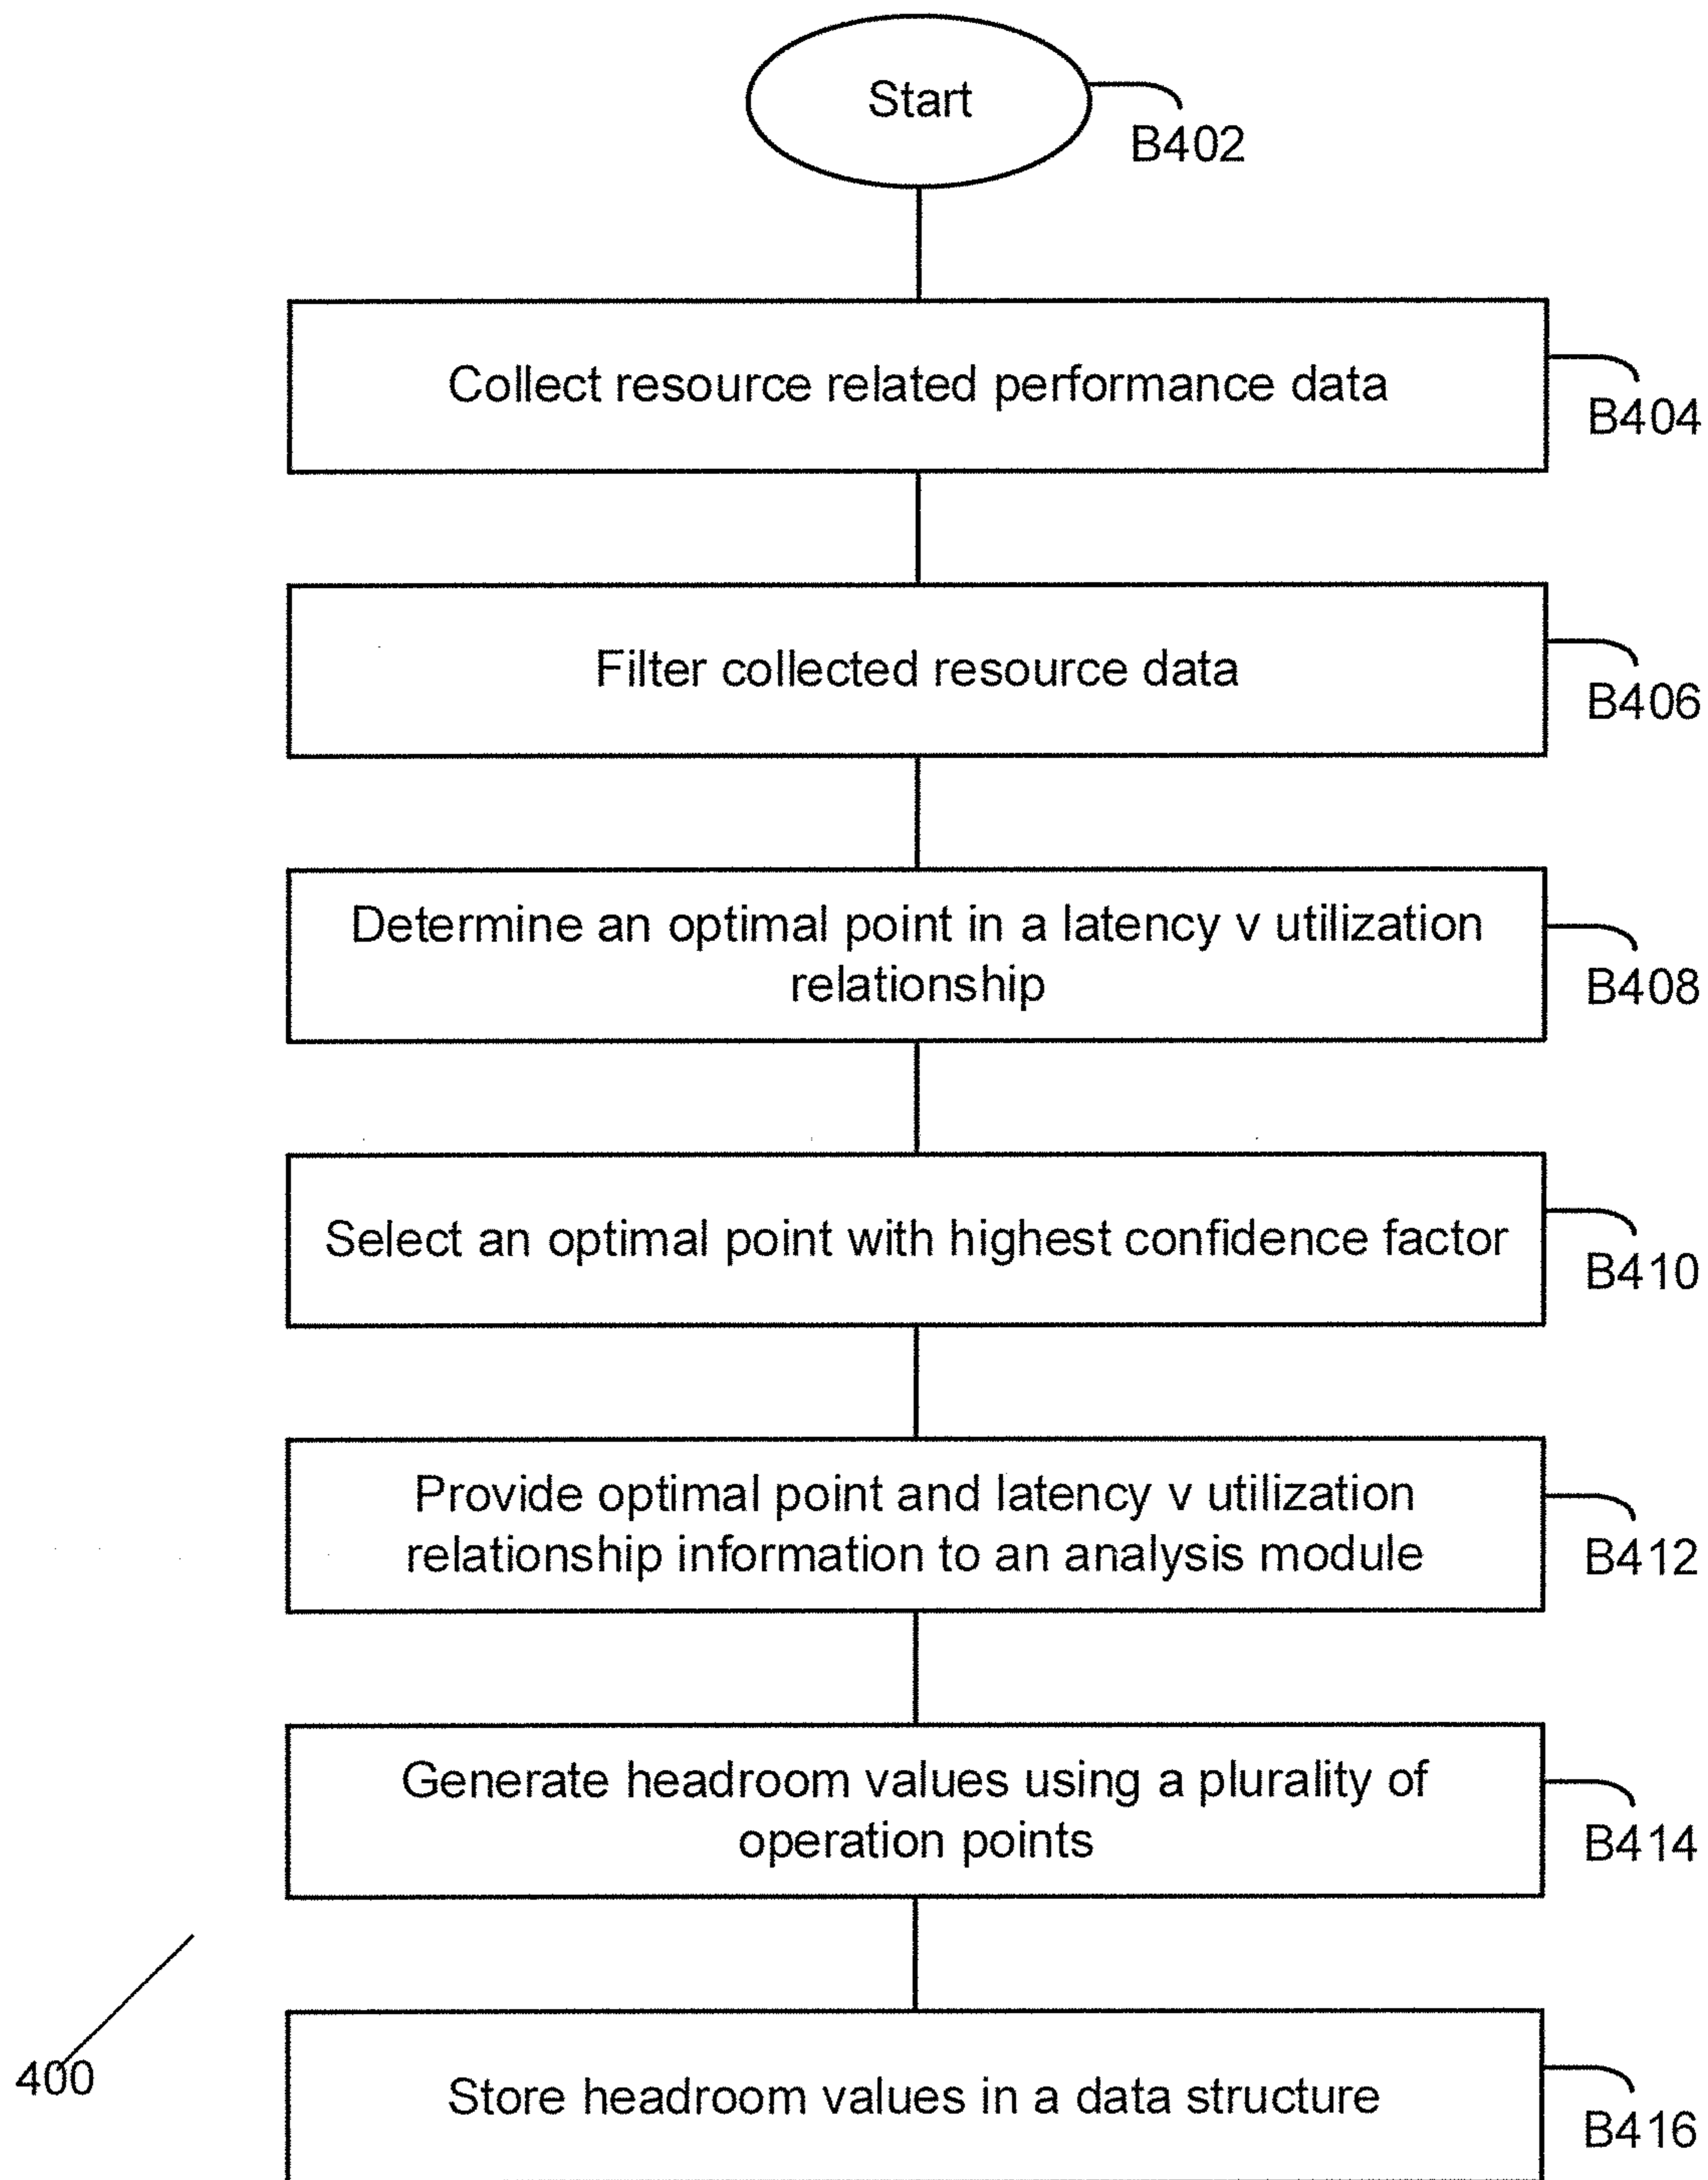 Start
B402
Collect resource related performance data
B404
Filter collected resource data
B406
Determine an optimal point in a latency v utilization
relationship
B408
Select an optimal point with highest confidence factor
B410
Provide optimal point and latency v utilization
relationship information to an analysis module
B412
Generate headroom values using a plurality of
operation points
B414
400
Store headroom values in a data structure
B416